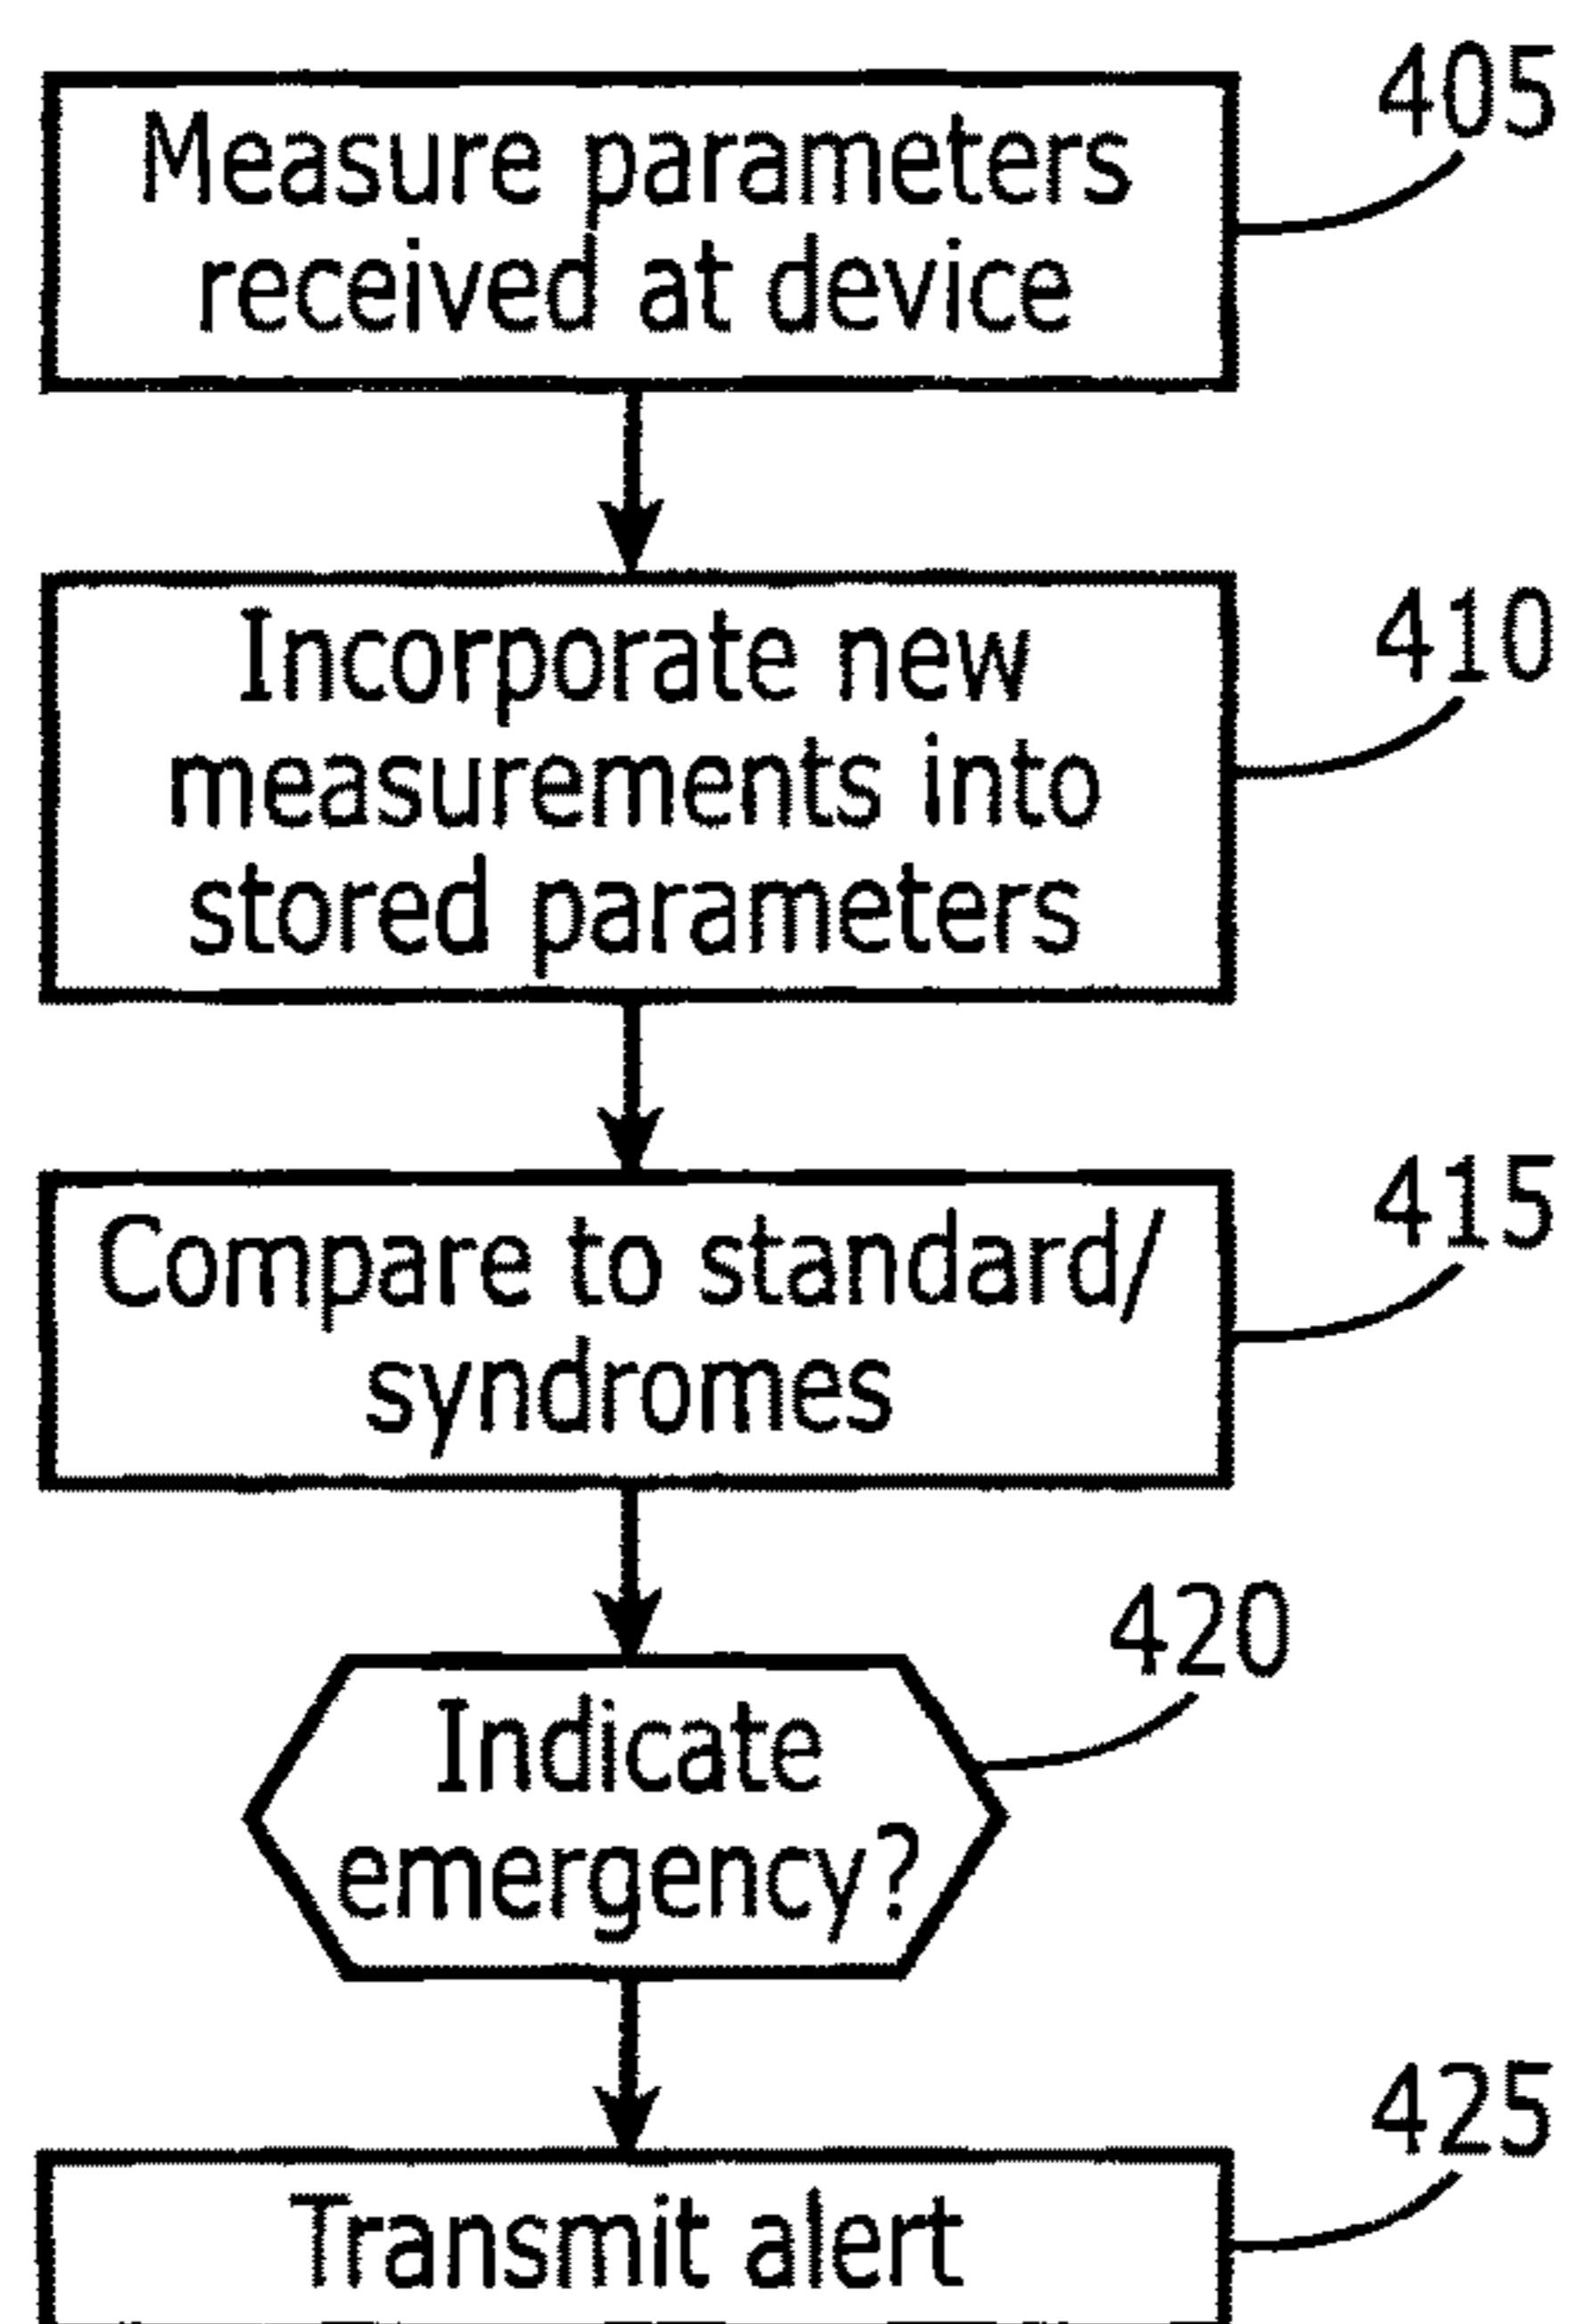 405
Measure parameters
received at device
410
Incorporate new
measurements into
stored parameters
415
Compare to standard/
syndromes
420
Indicate
emergency?
425
Transmit alert